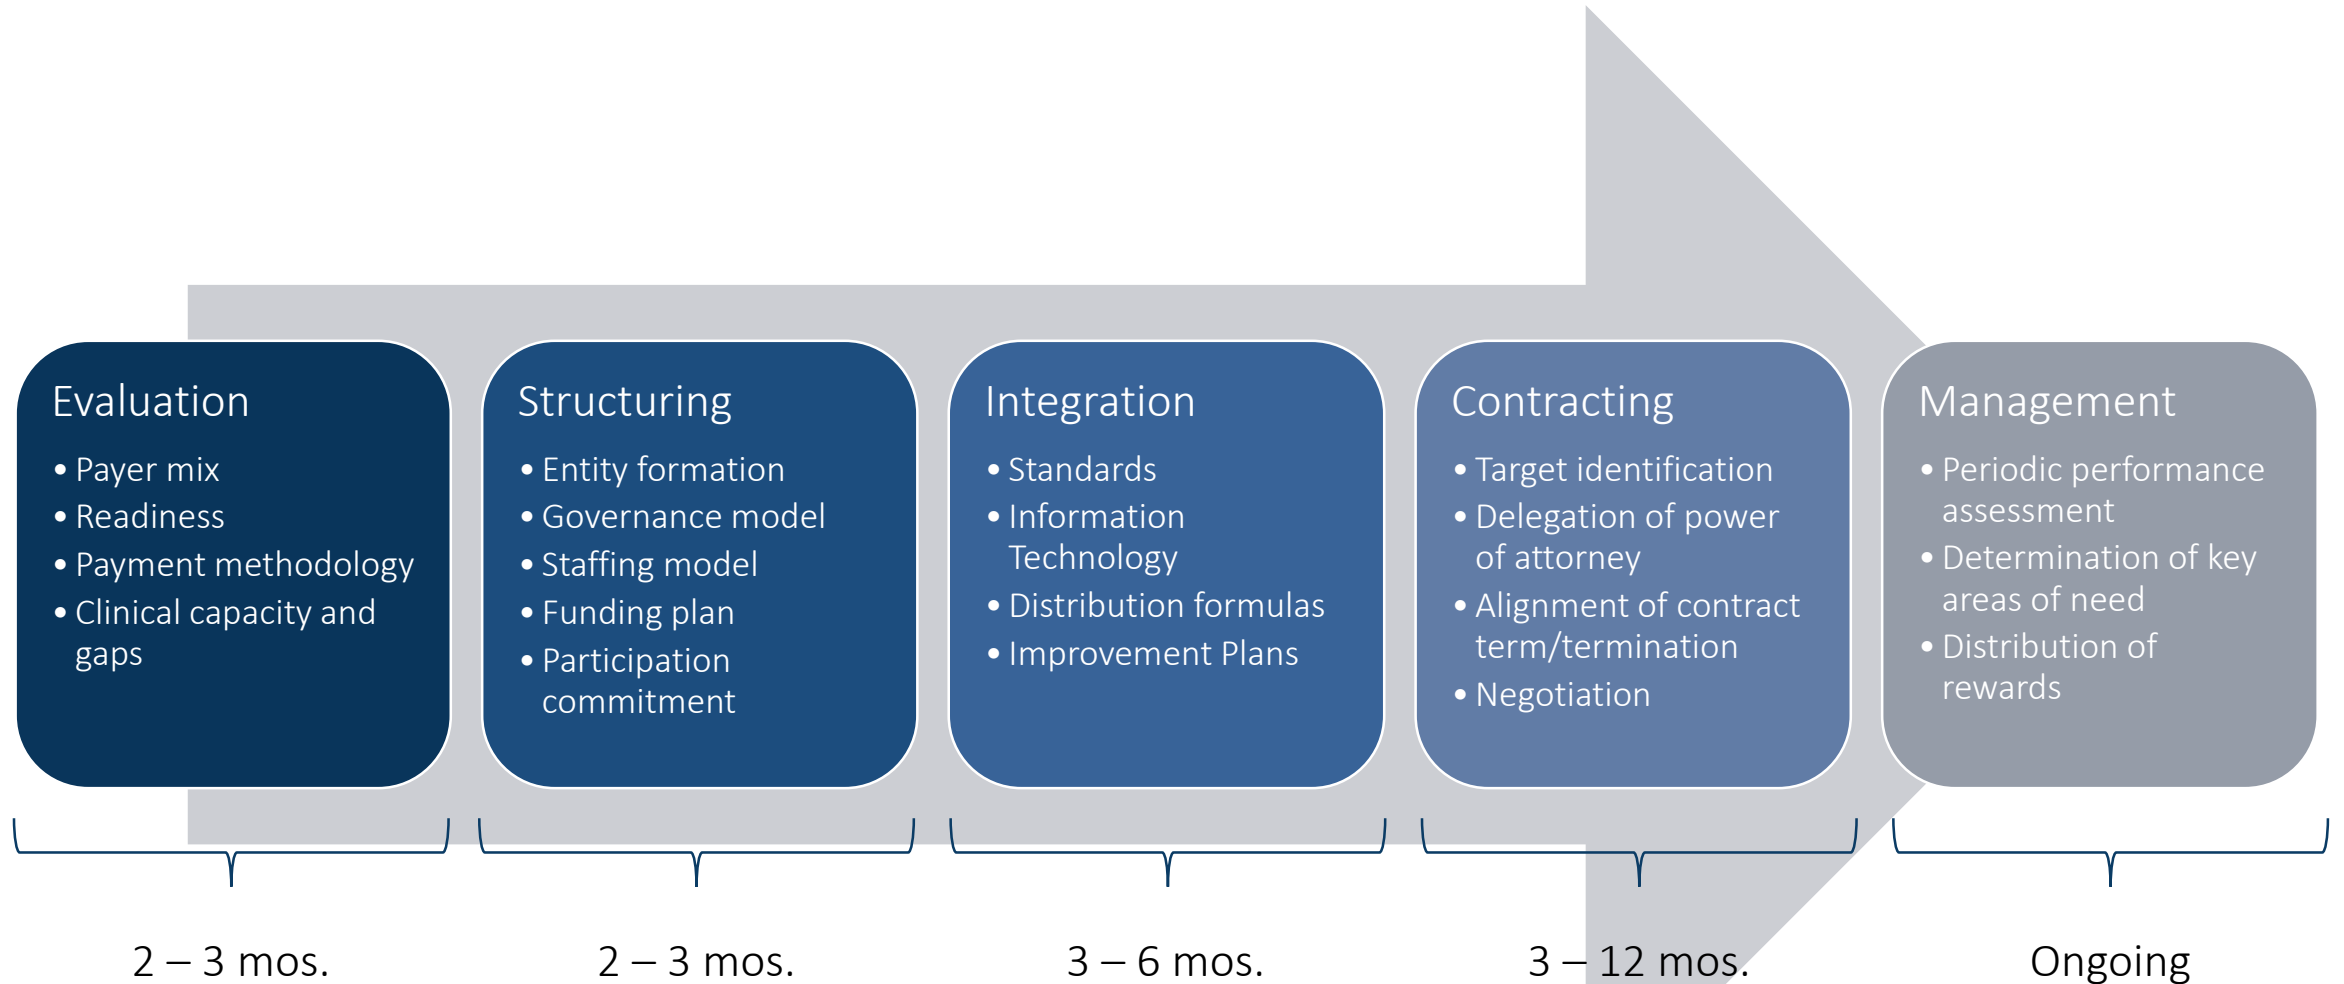 Evaluation
• Payer mix
• Readiness
• Payment methodology
• Clinical capacity and
gaps
Structuring
• Entity formation
• Governance model
• Staffing model
• Funding plan
• Participation
commitment
Integration
• Standards
• Information
Technology
• Distribution formulas
• Improvement Plans
Contracting
• Target identification
• Delegation of power
of attorney
• Alignment of contract
term/termination
• Negotiation
Management
• Periodic performance
assessment
• Determination of key
areas of need
• Distribution of
rewards
2 – 3 mos.
2 – 3 mos.
3 – 6 mos.
3 – 12 mos.
Ongoing